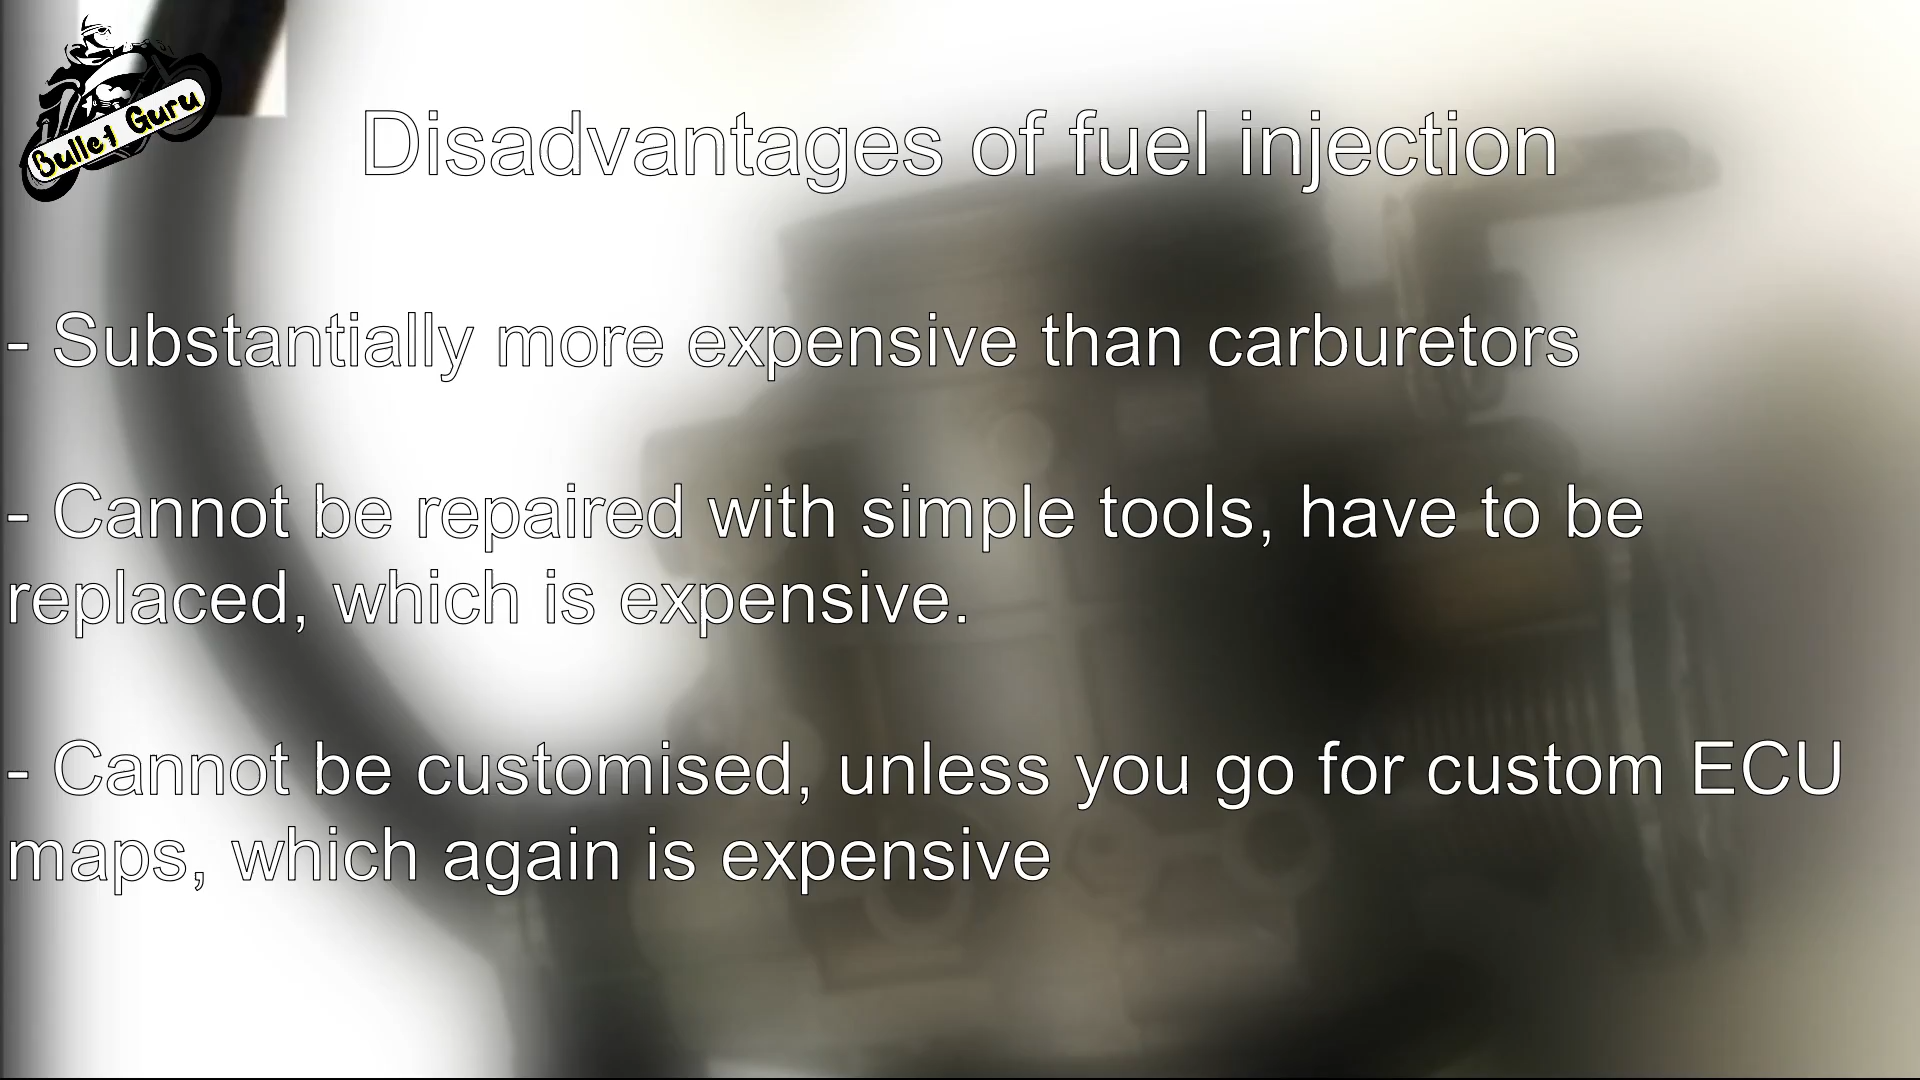 Bullet Guru
Disadvantages of fuel injection
- Substantially more expensive than carburetors
- Cannot be repaired with simple tools, have to be
replaced, which is expensive.
- Cannot be customised, unless you go for custom ECU
maps, which again is expensive